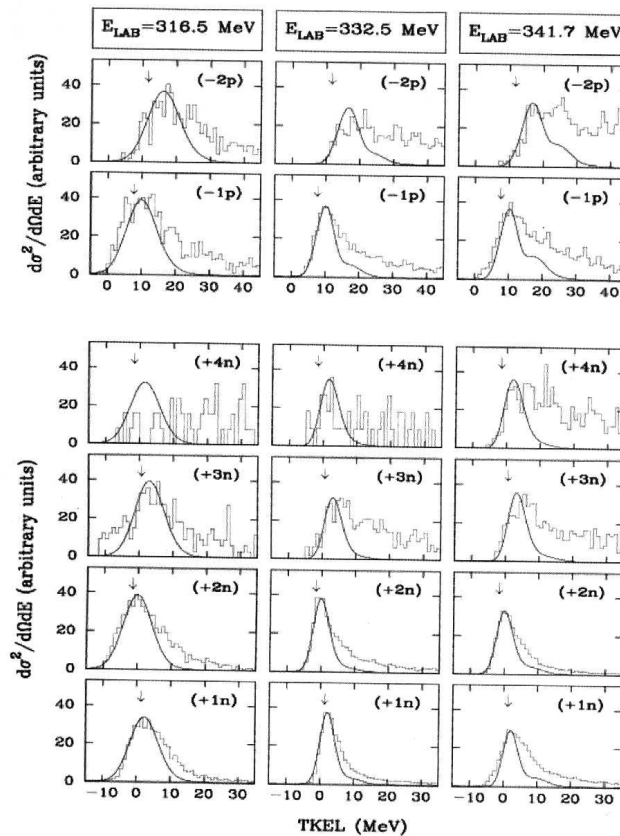 E_LAB=316.5 MeV E_LAB=332.5 MeV E_LAB=341.7 MeV
↓ (−2p) ↓ (−2p) ↓ (−2p)
40
20
0
↓ (−1p) ↓ (−1p) ↓ (−1p)
40
20
0
dσ²/dΩdE (arbitrary units)
0 10 20 30 40 0 10 20 30 40 0 10 20 30 40
↓ (+4n) ↓ (+4n) ↓ (+4n)
40
20
0
↓ (+3n) ↓ (+3n) ↓ (+3n)
40
20
0
↓ (+2n) ↓ (+2n) ↓ (+2n)
40
20
0
↓ (+1n) ↓ (+1n) ↓ (+1n)
40
20
0
dσ²/dΩdE (arbitrary units)
−10 0 10 20 30 −10 0 10 20 30 −10 0 10 20 30
TKEL (MeV)